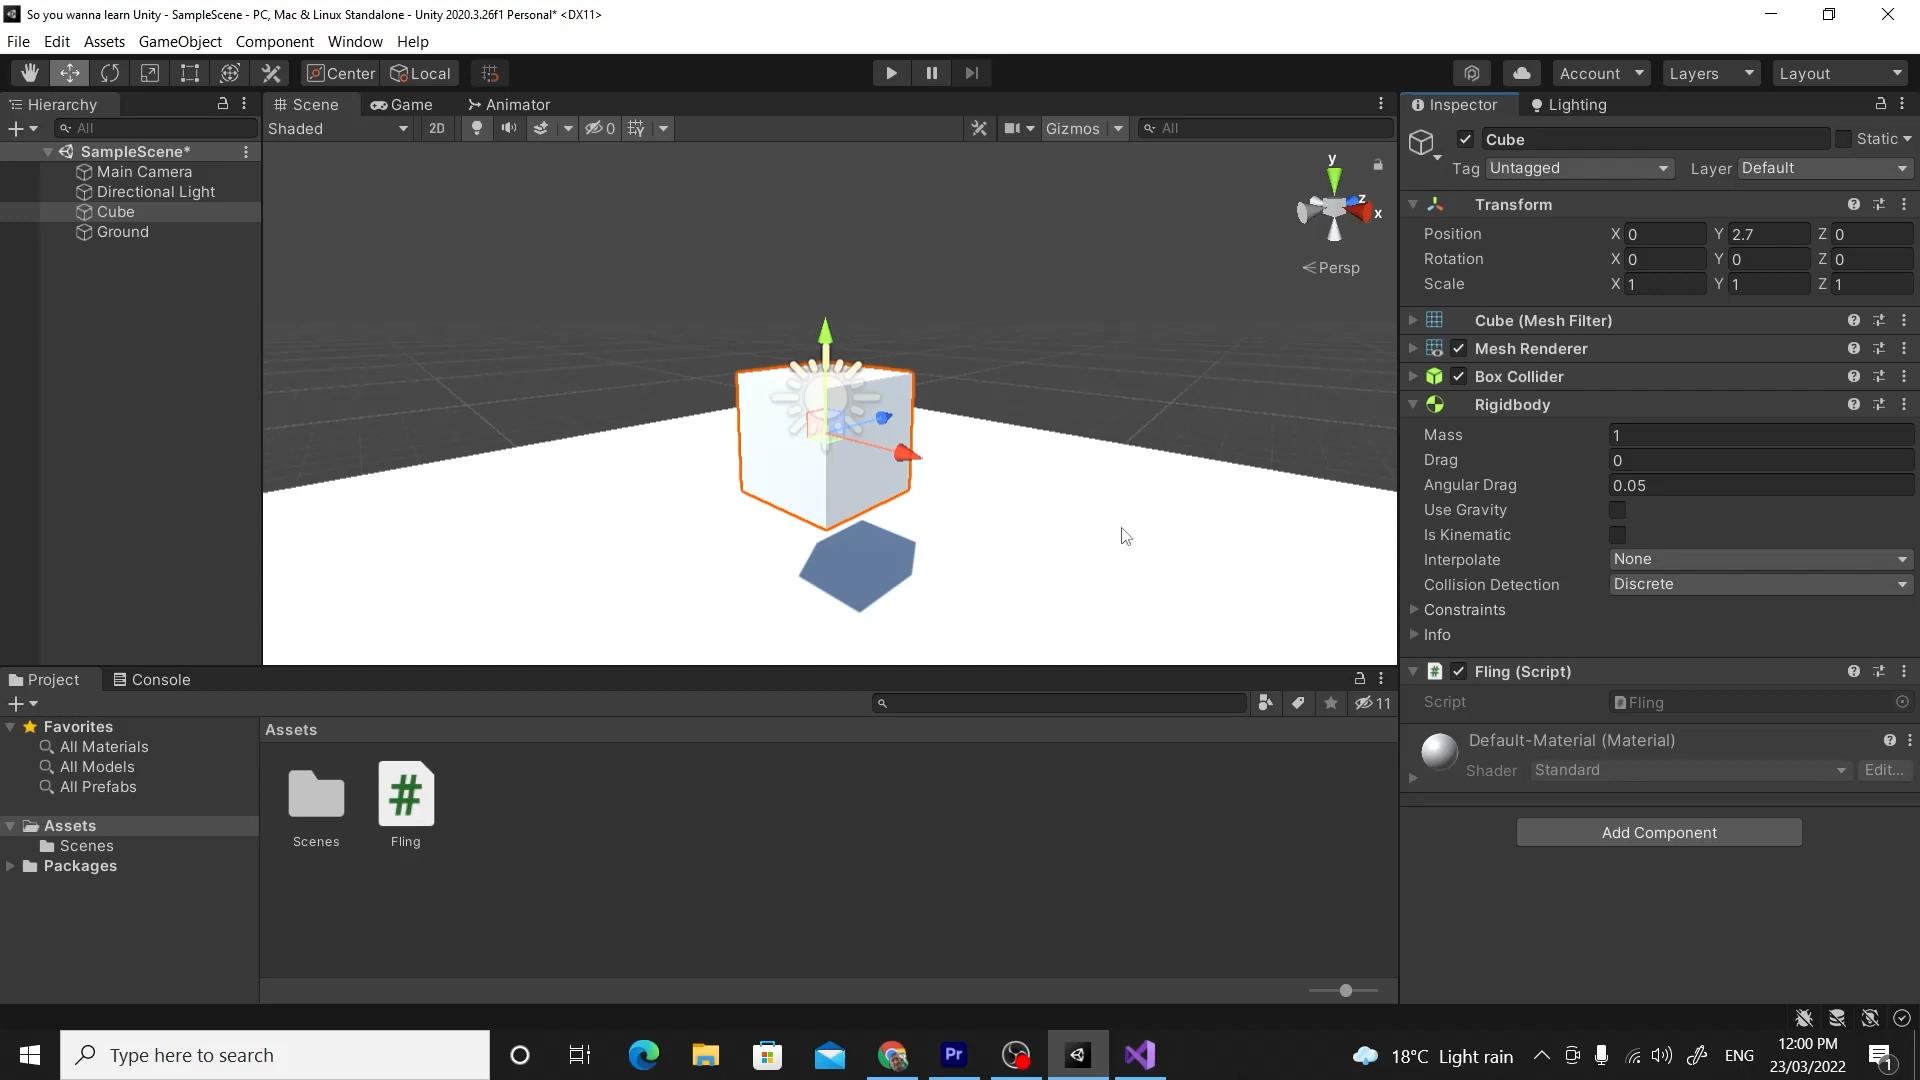 So you wanna learn Unity - SampleScene - PC, Mac & Linux Standalone - Unity 2020.3.26f1 Personal* <DX11>
File Edit Assets GameObject Component Window Help
Center Local Account Layers Layout
Hierarchy
All
SampleScene*
Main Camera
Directional Light
Cube
Ground
Scene Game Animator
Shaded 2D 0 Gizmos All
y
z
x
Persp
Inspector Lighting
Cube Static
Tag Untagged Layer Default
Transform
Position X 0 Y 2.7 Z 0
Rotation X 0 Y 0 Z 0
Scale X 1 Y 1 Z 1
Cube (Mesh Filter)
Mesh Renderer
Box Collider
Rigidbody
Mass 1
Drag 0
Angular Drag 0.05
Use Gravity
Is Kinematic
Interpolate None
Collision Detection Discrete
Constraints
Info
# Fling (Script)
Script Fling
Default-Material (Material)
Shader Standard Edit...
Add Component
Project Console
11
Favorites
All Materials
All Models
All Prefabs
Assets
Scenes
Packages
Assets
#
Scenes Fling
Type here to search
Pr
18°C Light rain
ENG
12:00 PM
23/03/2022
1